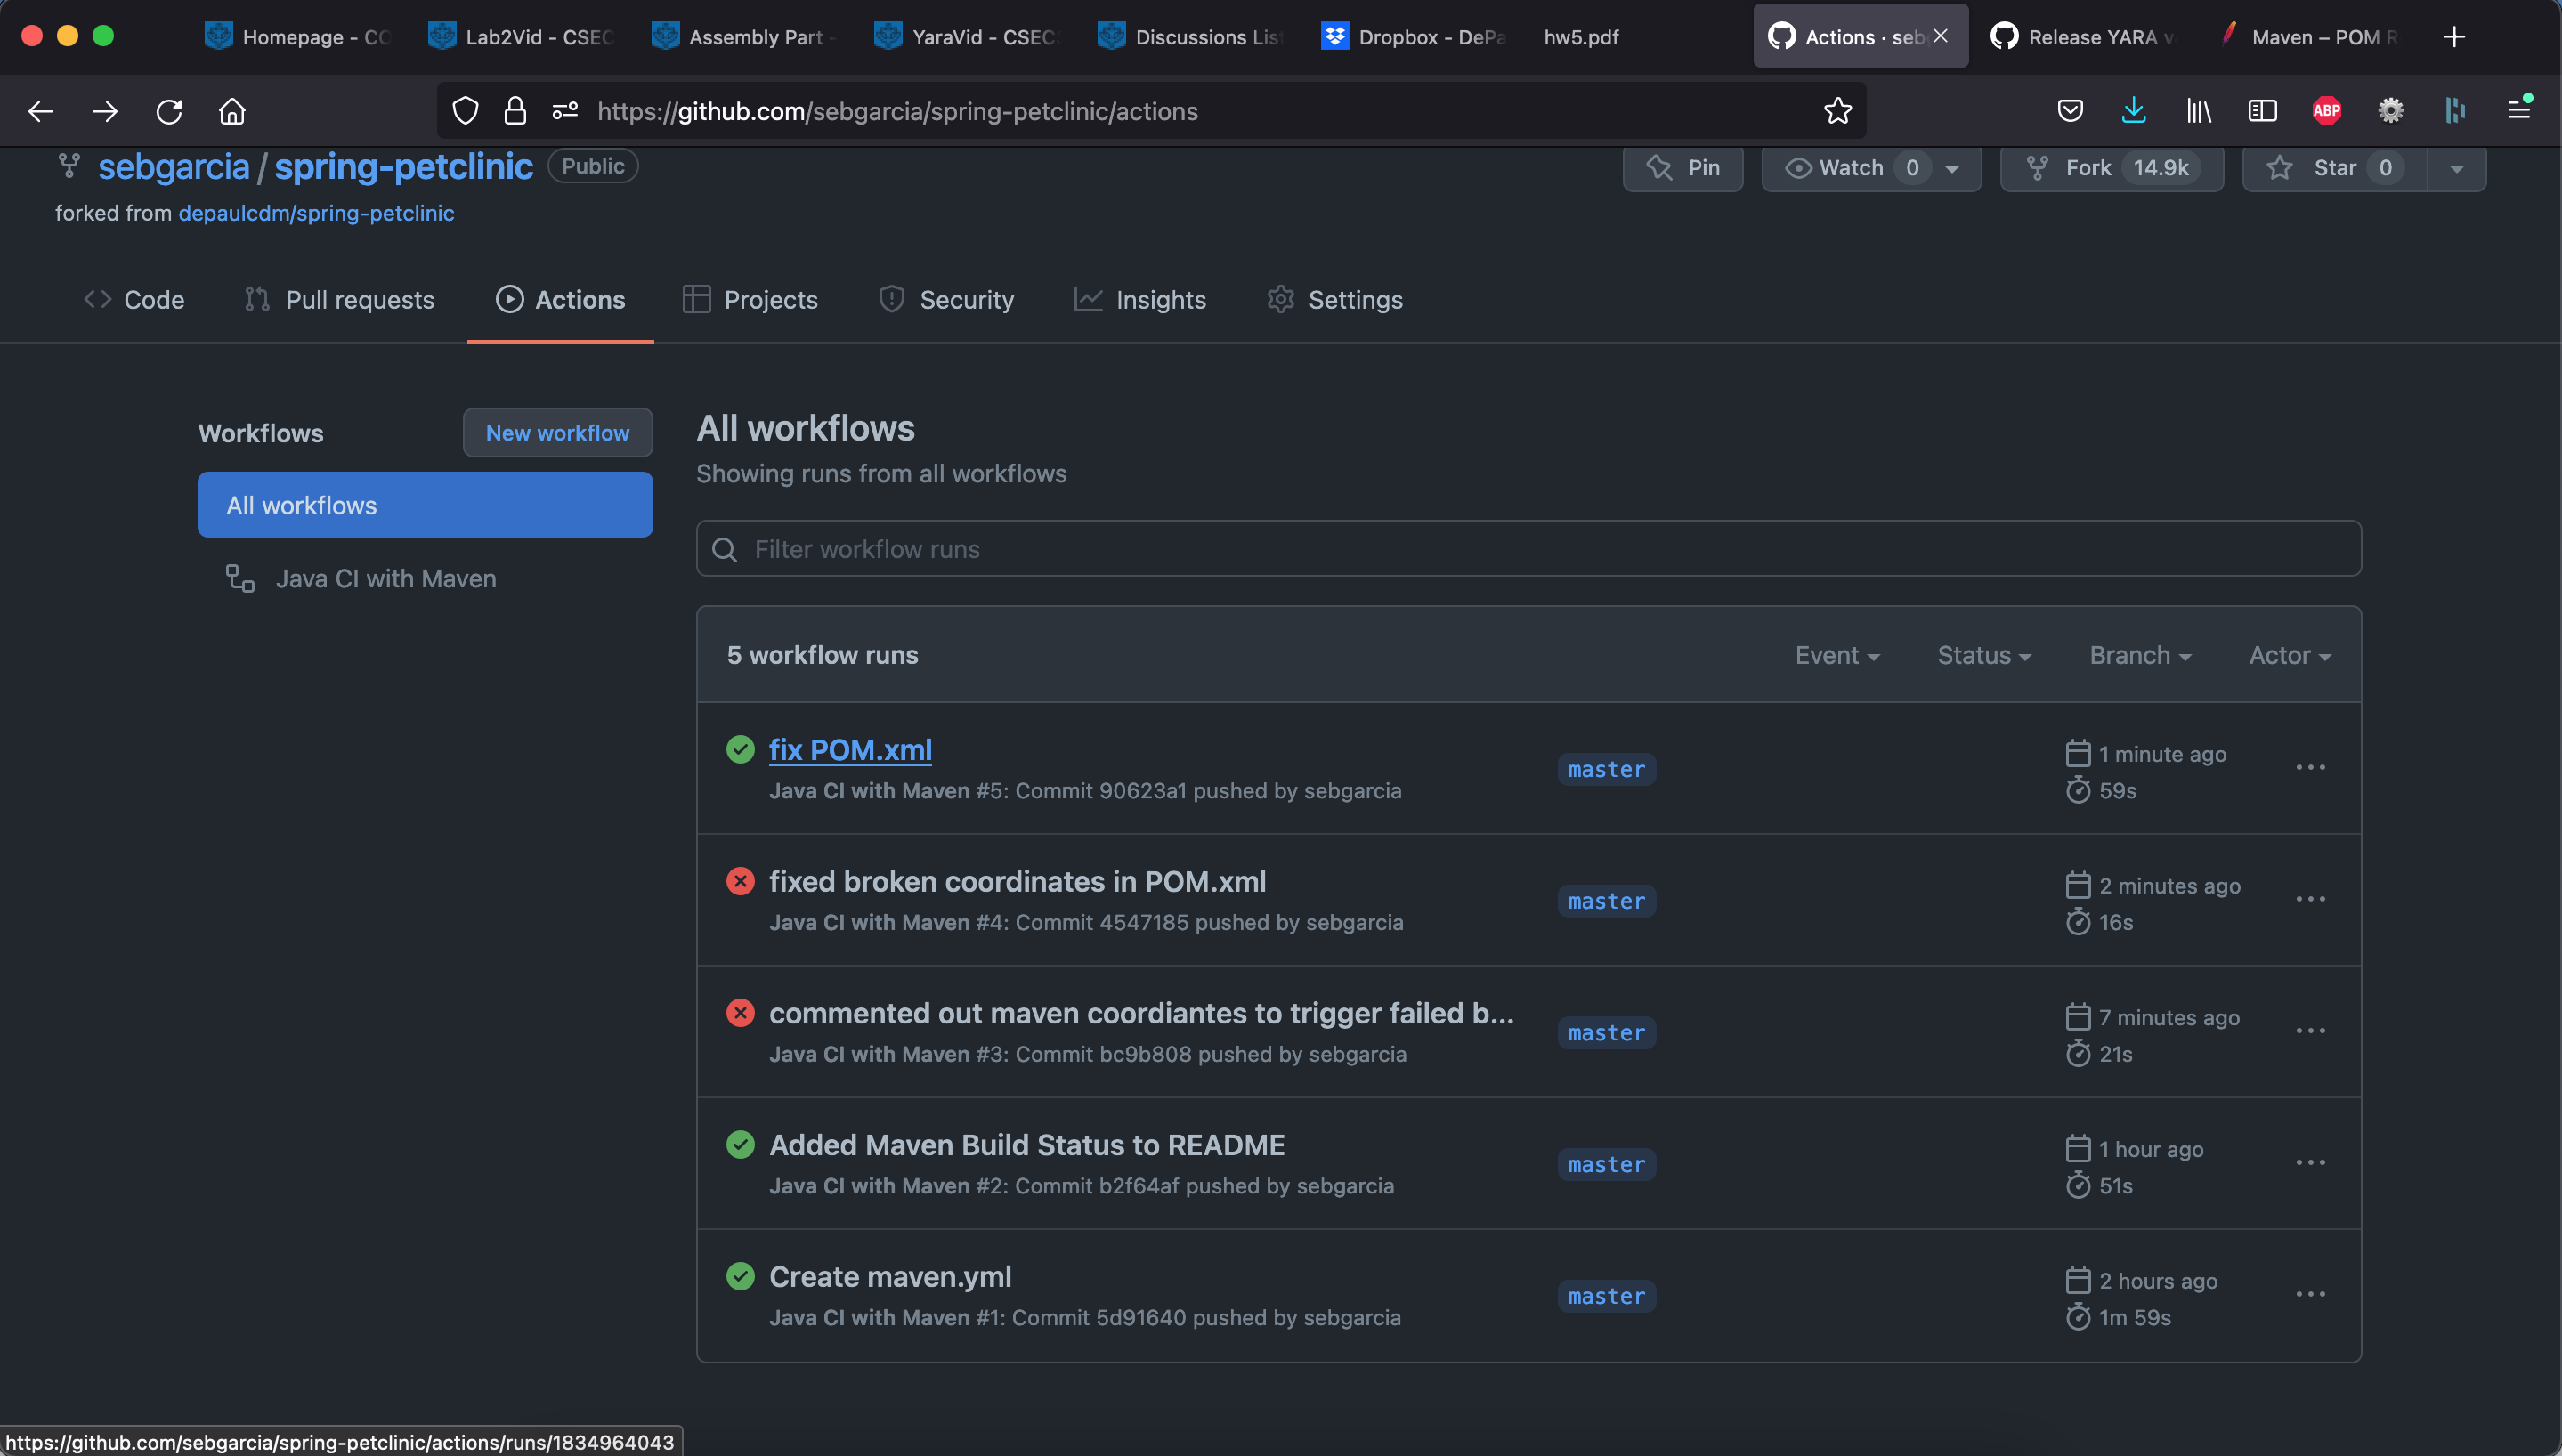 Homepage - CO
Lab2Vid - CSEC
Assembly Part -
YaraVid - CSEC
Discussions List
Dropbox - DePa
hw5.pdf
Actions · seb
Release YARA v
Maven – POM R
https://github.com/sebgarcia/spring-petclinic/actions
ABP
sebgarcia / spring-petclinic Public
Pin
Watch 0
Fork 14.9k
Star 0
forked from depaulcdm/spring-petclinic
Code
Pull requests
Actions
Projects
Security
Insights
Settings
Workflows
New workflow
All workflows
Java CI with Maven
All workflows
Showing runs from all workflows
Filter workflow runs
5 workflow runs
Event
Status
Branch
Actor
fix POM.xml
Java CI with Maven #5: Commit 90623a1 pushed by sebgarcia
master
1 minute ago
59s
fixed broken coordinates in POM.xml
Java CI with Maven #4: Commit 4547185 pushed by sebgarcia
master
2 minutes ago
16s
commented out maven coordiantes to trigger failed b...
Java CI with Maven #3: Commit bc9b808 pushed by sebgarcia
master
7 minutes ago
21s
Added Maven Build Status to README
Java CI with Maven #2: Commit b2f64af pushed by sebgarcia
master
1 hour ago
51s
Create maven.yml
Java CI with Maven #1: Commit 5d91640 pushed by sebgarcia
master
2 hours ago
1m 59s
https://github.com/sebgarcia/spring-petclinic/actions/runs/1834964043